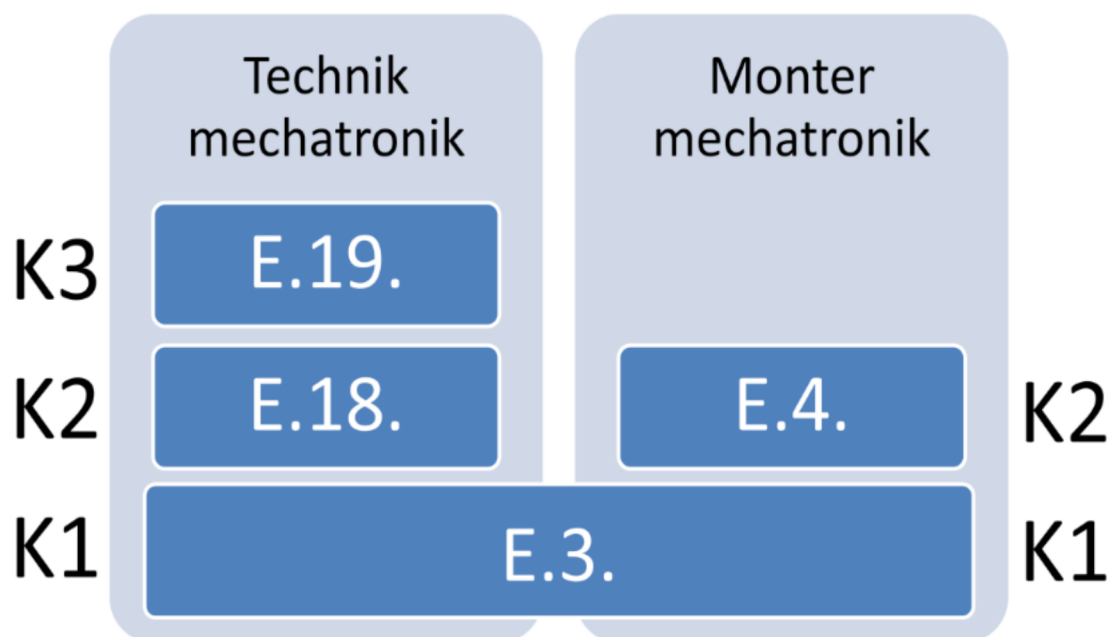 Technik
mechatronik
Monter
mechatronik
K3
E.19.
K2
E.18.
E.4.
K2
K1
E.3.
K1